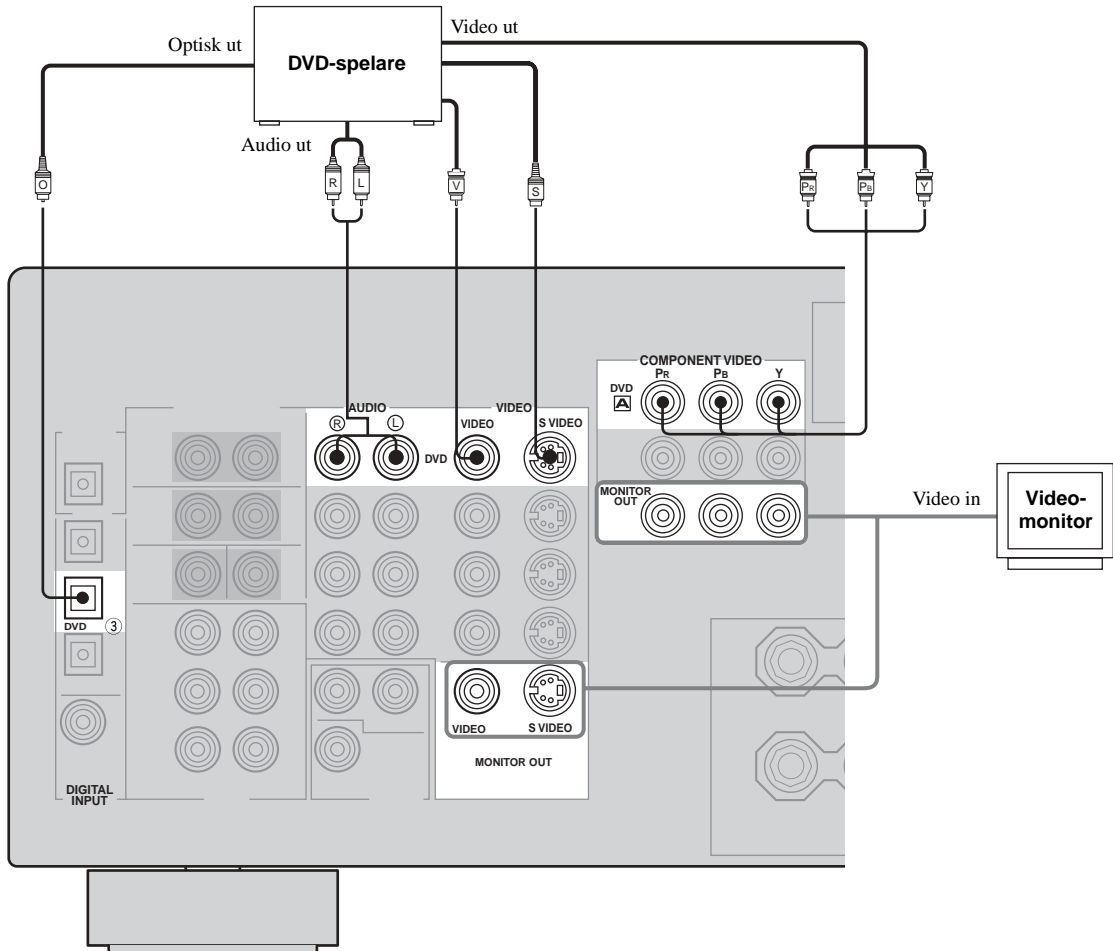 Optisk ut
Video ut
DVD-spelare
Audio ut
O
R L
V
S
PR PB Y
COMPONENT VIDEO
PR PB Y
DVD
A
AUDIO VIDEO
R L VIDEO S VIDEO
DVD
MONITOR
OUT
Video in
Video-
monitor
DVD 3
VIDEO S VIDEO
MONITOR OUT
DIGITAL
INPUT